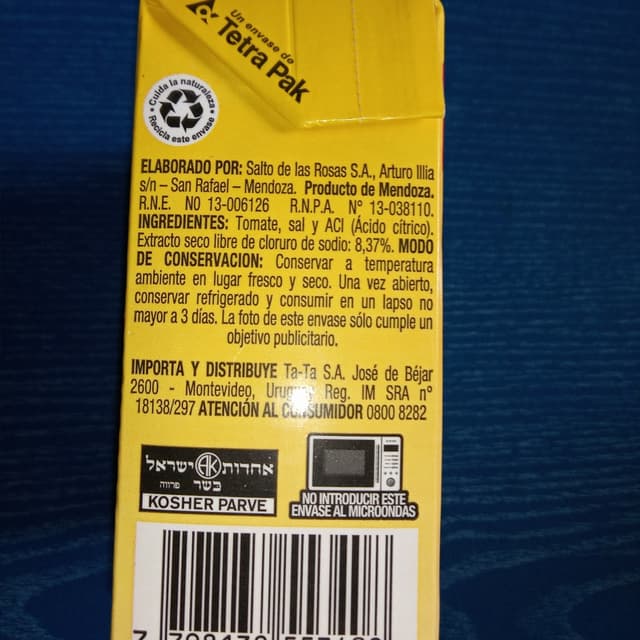 Un envase de
Tetra Pak
• Cuida la naturaleza •
Recicla este envase
ELABORADO POR: Salto de las Rosas S.A., Arturo Illia
s/n – San Rafael – Mendoza. Producto de Mendoza.
R.N.E. N0 13-006126 R.N.P.A. N° 13-038110.
INGREDIENTES: Tomate, sal y ACI (Ácido cítrico).
Extracto seco libre de cloruro de sodio: 8,37%. MODO
DE CONSERVACION: Conservar a temperatura
ambiente en lugar fresco y seco. Una vez abierto,
conservar refrigerado y consumir en un lapso no
mayor a 3 días. La foto de este envase sólo cumple un
objetivo publicitario.
IMPORTA Y DISTRIBUYE Ta-Ta S.A. José de Béjar
2600 - Montevideo, Uruguay Reg. IM SRA n°
18138/297 ATENCIÓN AL CONSUMIDOR 0800 8282
אחדות AK ישראל
פרווה כשר
KOSHER PARVE
NO INTRODUCIR ESTE
ENVASE AL MICROONDAS